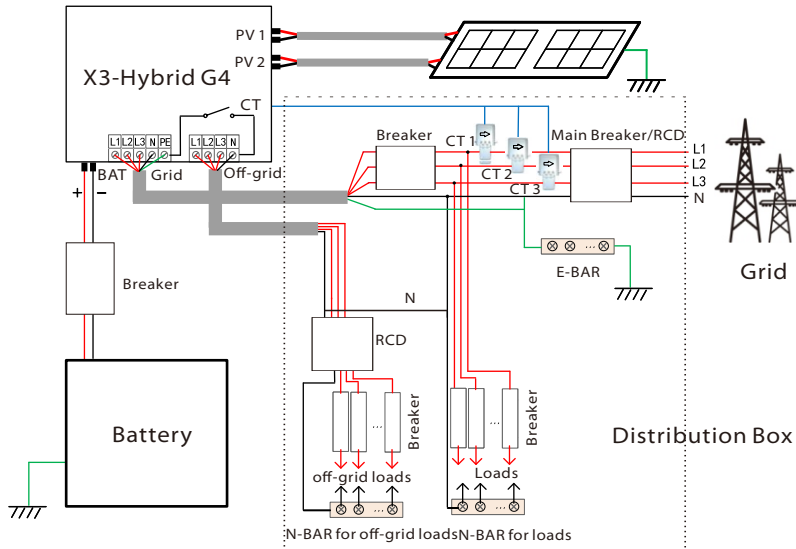 PV 1
PV 2
X3-Hybrid G4
CT
L1 L2 L3 N PE
L1 L2 L3 N
BAT
Grid
Off-grid
+
−
Breaker
CT 1
CT 2
CT 3
Main Breaker/RCD
L1
L2
L3
N
Grid
...
E-BAR
Breaker
N
RCD
...
Breaker
...
Breaker
Battery
Distribution Box
off-grid loads
Loads
...
...
N-BAR for off-grid loads
N-BAR for loads